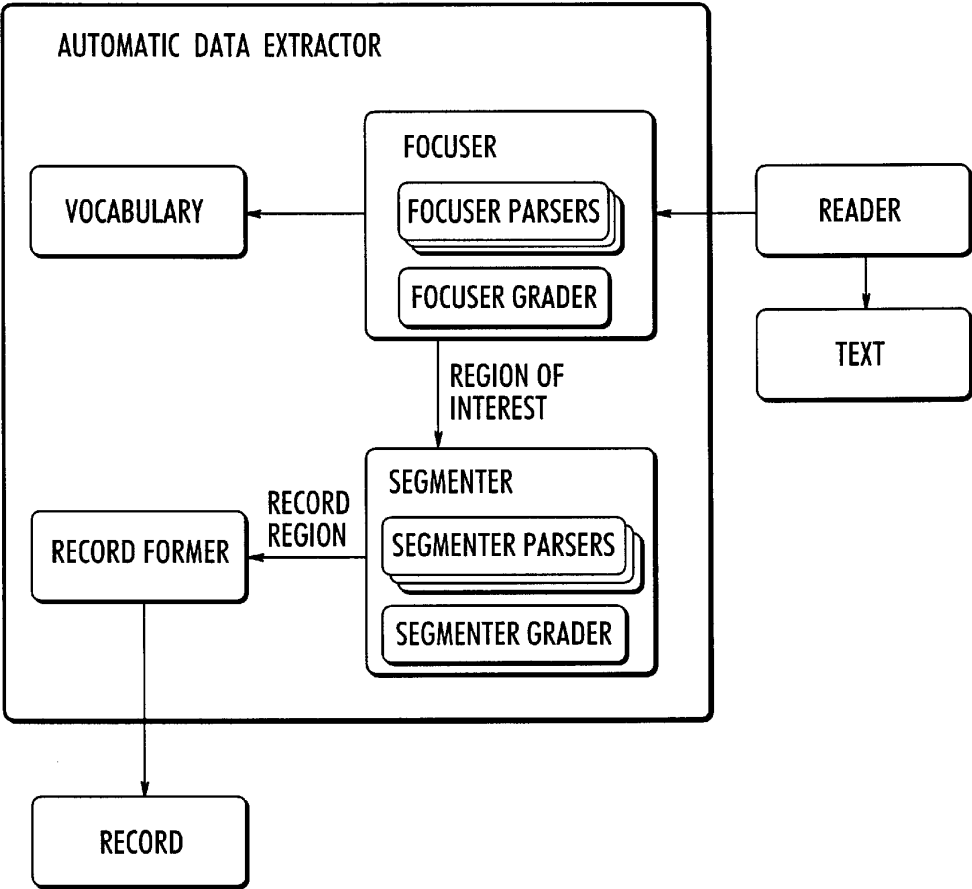 AUTOMATIC DATA EXTRACTOR
FOCUSER
VOCABULARY
FOCUSER PARSERS
READER
FOCUSER GRADER
TEXT
REGION OF
INTEREST
SEGMENTER
RECORD
REGION
SEGMENTER PARSERS
RECORD FORMER
SEGMENTER GRADER
RECORD